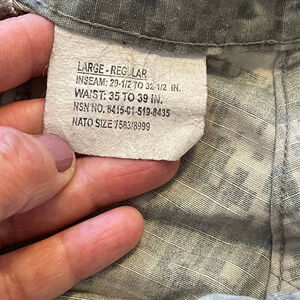 LARGE - REGULAR
INSEAM: 29-1/2 TO 32-1/2 IN.
WAIST: 35 TO 39 IN.
NSN NO. 8415-01-519-8435
NATO SIZE 7583/8999